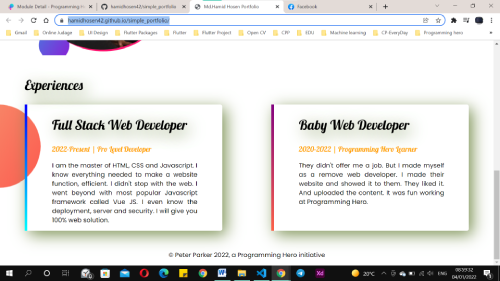 Module Detail - Programming H
hamidhosen42/simple_portfolio
Md.Hamid Hosen Portfolio
Facebook
hamidhosen42.github.io/simple_portfolio/
Gmail Online Judage UI Design Flutter Packages Flutter Flutter Project Open CV CPP EDU Machine learning CP-EveryDay Programming hero
Experiences
Full Stack Web Developer
2022-Present | Pro Level Developer
I am the master of HTML, CSS and Javascript. I
know everything needed to make a website
function, efficient. I didn't stop with the web. I
went beyond with most popular Javascript
framework called Vue JS. I even know the
deployment, server and security. I will give you
100% web solution.
Baby Web Developer
2020-2022 | Programming Hero Learner
They didn't offer me a job. But I made myself
as a remove web developer. I made their
website and showed it to them. They liked it.
And uploaded the content. It was fun working
at Programming Hero.
© Peter Parker 2022, a Programming Hero initiative
20°C
ENG
08:59:32
04/01/2022